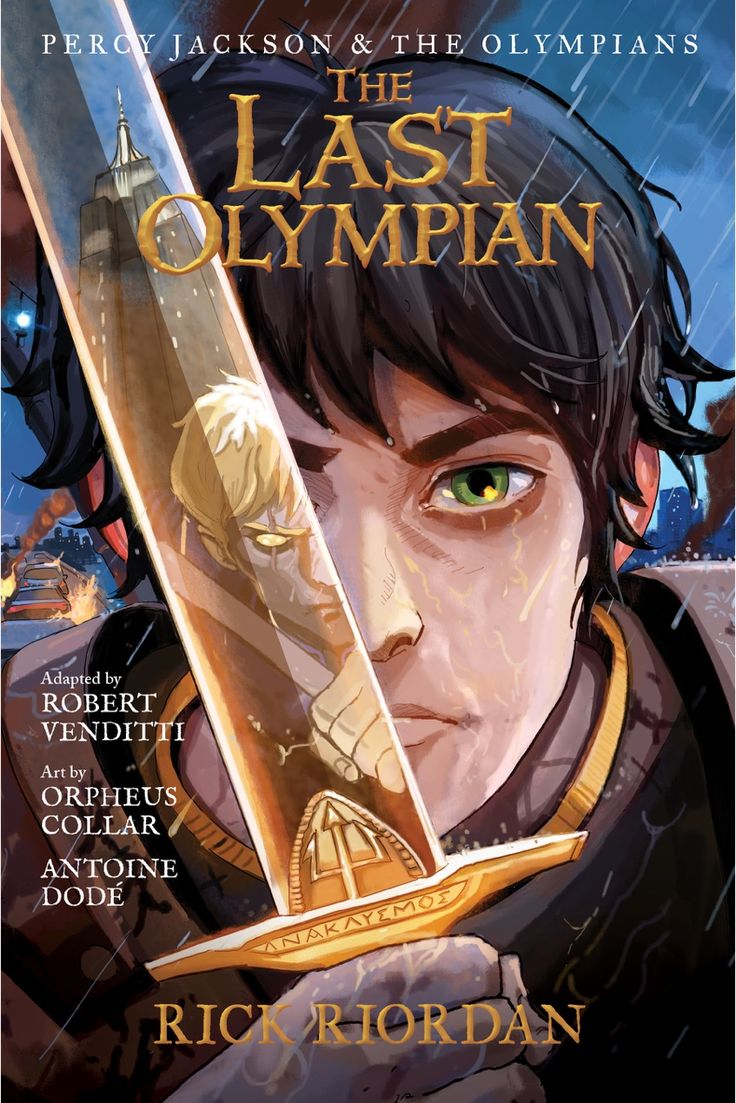 PERCY JACKSON & THE OLYMPIANS
THE
LAST
OLYMPIAN
Adapted by
ROBERT
VENDITTI
Art by
ORPHEUS
COLLAR
ANTOINE
DODÉ
ΑΝΑΚΛΥΣΜΟΣ
RICK RIORDAN